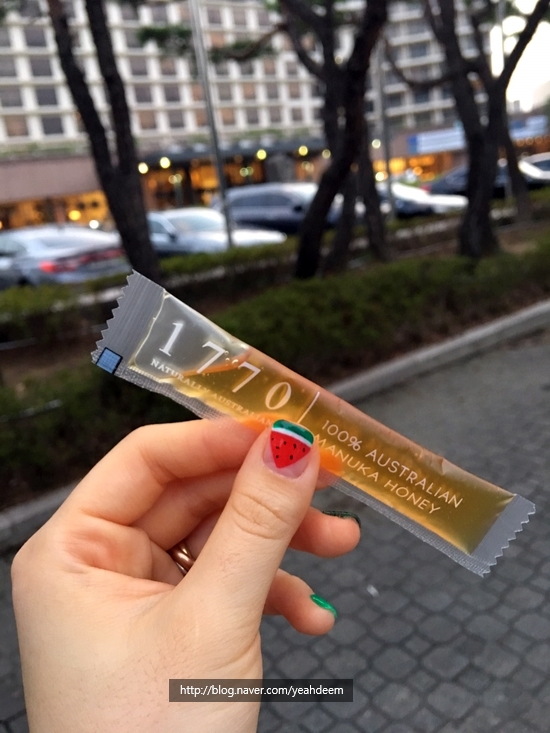 1770
NATURALLY AUSTRALIAN
100% AUSTRALIAN
MANUKA HONEY
http://blog.naver.com/yeahdeem